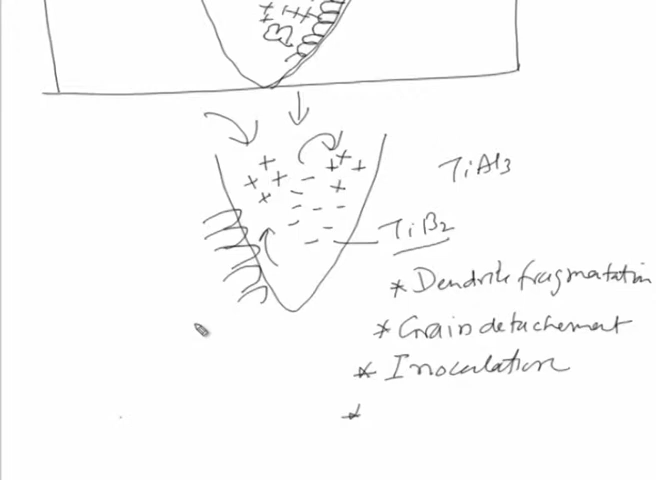 TiAl3
TiB2
* Dendrite fragmatation
* Grain detachement
* Inoculation
*